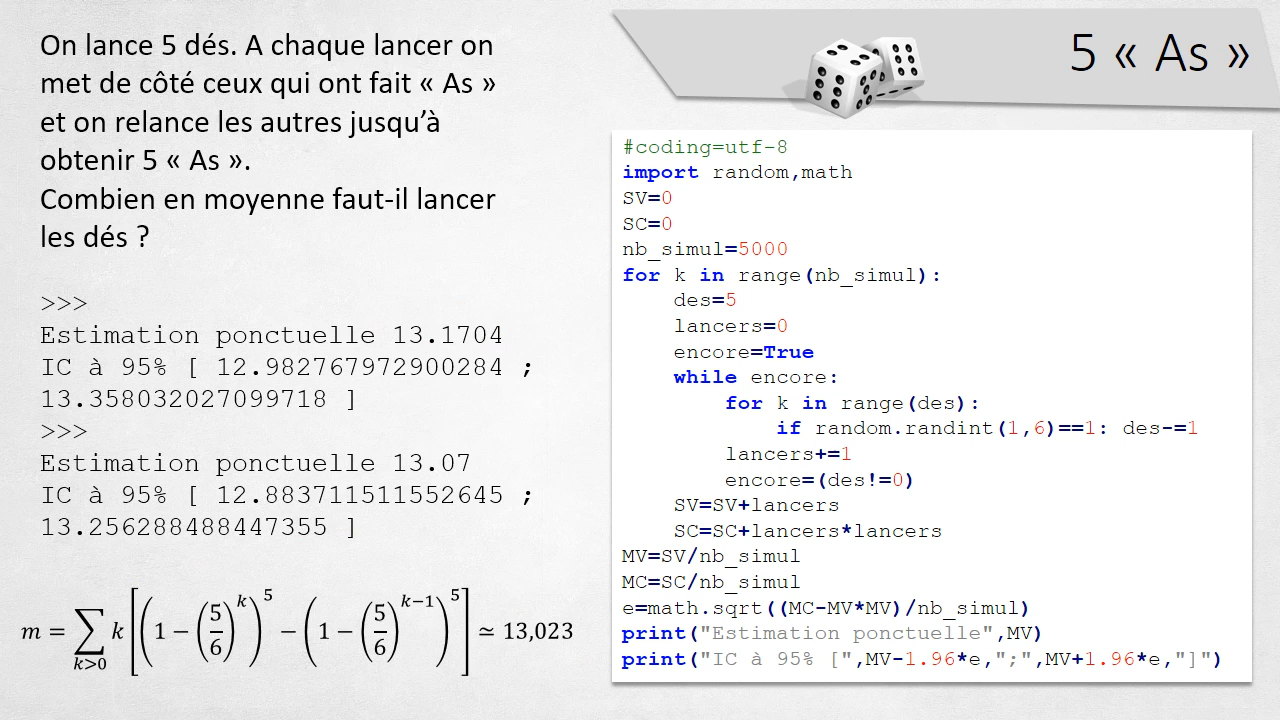 On lance 5 dés. A chaque lancer on
met de côté ceux qui ont fait « As »
et on relance les autres jusqu’à
obtenir 5 « As ».
Combien en moyenne faut-il lancer
les dés ?
>>>
Estimation ponctuelle 13.1704
IC à 95% [ 12.982767972900284 ;
13.358032027099718 ]
>>>
Estimation ponctuelle 13.07
IC à 95% [ 12.883711511552645 ;
13.256288488447355 ]
m = ∑_{k>0} k [ (1 − (5/6)^k)^5 − (1 − (5/6)^{k−1})^5 ] ≃ 13,023
5 « As »
#coding=utf-8
import random,math
SV=0
SC=0
nb_simul=5000
for k in range(nb_simul):
    des=5
    lancers=0
    encore=True
    while encore:
        for k in range(des):
            if random.randint(1,6)==1: des-=1
        lancers+=1
        encore=(des!=0)
    SV=SV+lancers
    SC=SC+lancers*lancers
MV=SV/nb_simul
MC=SC/nb_simul
e=math.sqrt((MC-MV*MV)/nb_simul)
print("Estimation ponctuelle",MV)
print("IC à 95% [",MV-1.96*e,";",MV+1.96*e,"]")